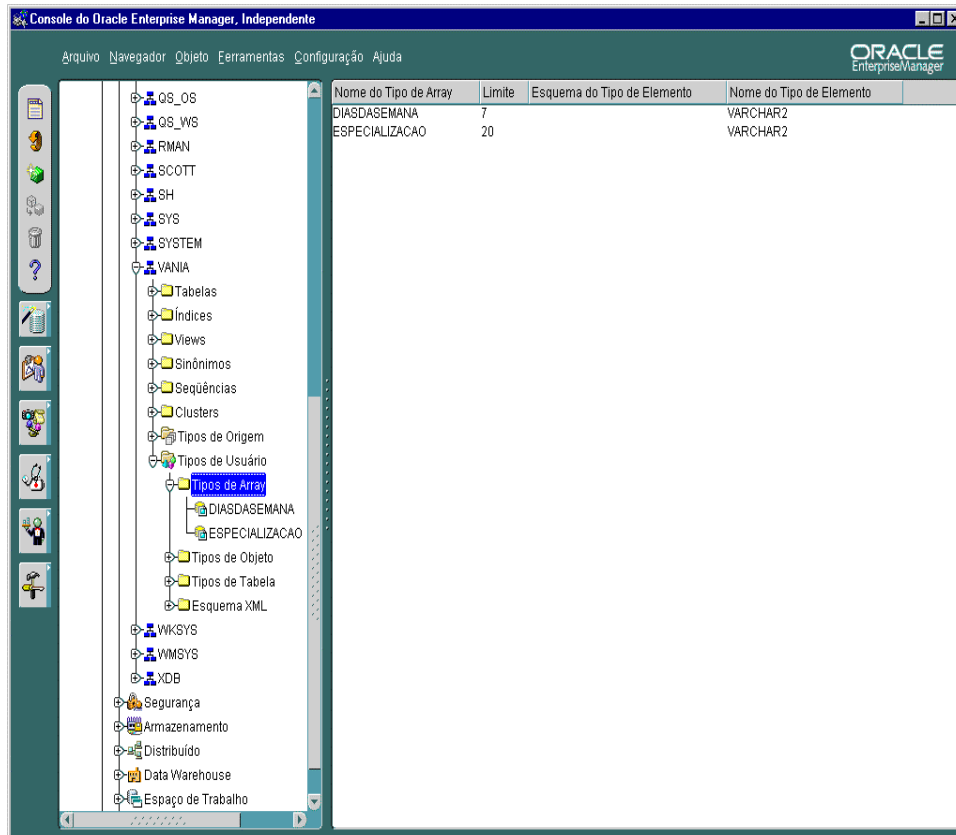 Console do Oracle Enterprise Manager, Independente
Arquivo Navegador Objeto Ferramentas Configuração Ajuda
ORACLE
EnterpriseManager
QS_OS
QS_WS
RMAN
SCOTT
SH
SYS
SYSTEM
VANIA
Tabelas
Índices
Views
Sinônimos
Seqüências
Clusters
Tipos de Origem
Tipos de Usuário
Tipos de Array
DIASDASEMANA
ESPECIALIZACAO
Tipos de Objeto
Tipos de Tabela
Esquema XML
WKSYS
WMSYS
XDB
Segurança
Armazenamento
Distribuído
Data Warehouse
Espaço de Trabalho
Nome do Tipo de Array Limite Esquema do Tipo de Elemento Nome do Tipo de Elemento
DIASDASEMANA 7 VARCHAR2
ESPECIALIZACAO 20 VARCHAR2